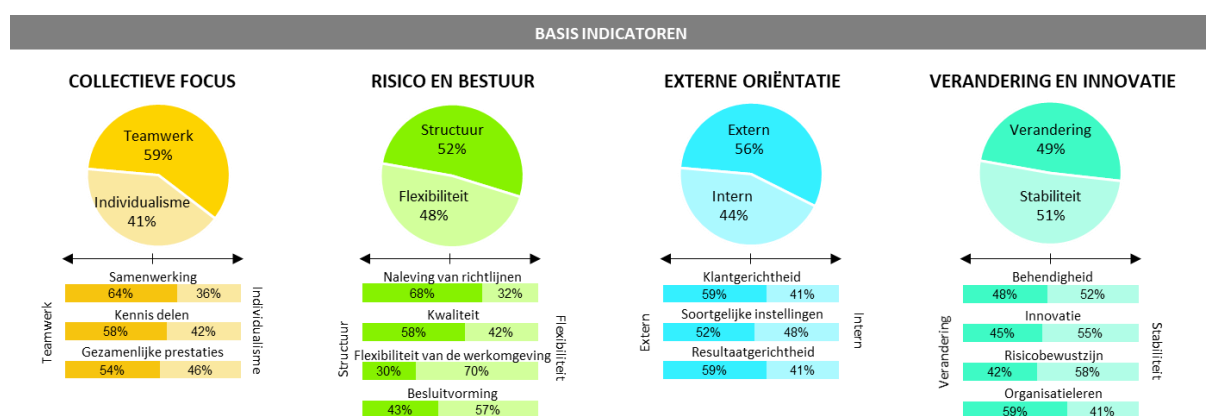 BASIS INDICATOREN
COLLECTIEVE FOCUS
Teamwerk
59%
Individualisme
41%
Samenwerking
64% 36%
Kennis delen
58% 42%
Gezamenlijke prestaties
54% 46%
Teamwerk
Individualisme
RISICO EN BESTUUR
Structuur
52%
Flexibiliteit
48%
Naleving van richtlijnen
68% 32%
Kwaliteit
58% 42%
Flexibiliteit van de werkomgeving
30% 70%
Besluitvorming
43% 57%
Structuur
Flexibiliteit
EXTERNE ORIËNTATIE
Extern
56%
Intern
44%
Klantgerichtheid
59% 41%
Soortgelijke instellingen
52% 48%
Resultaatgerichtheid
59% 41%
Extern
Intern
VERANDERING EN INNOVATIE
Verandering
49%
Stabiliteit
51%
Behendigheid
48% 52%
Innovatie
45% 55%
Risicobewustzijn
42% 58%
Organisatieleren
59% 41%
Verandering
Stabiliteit